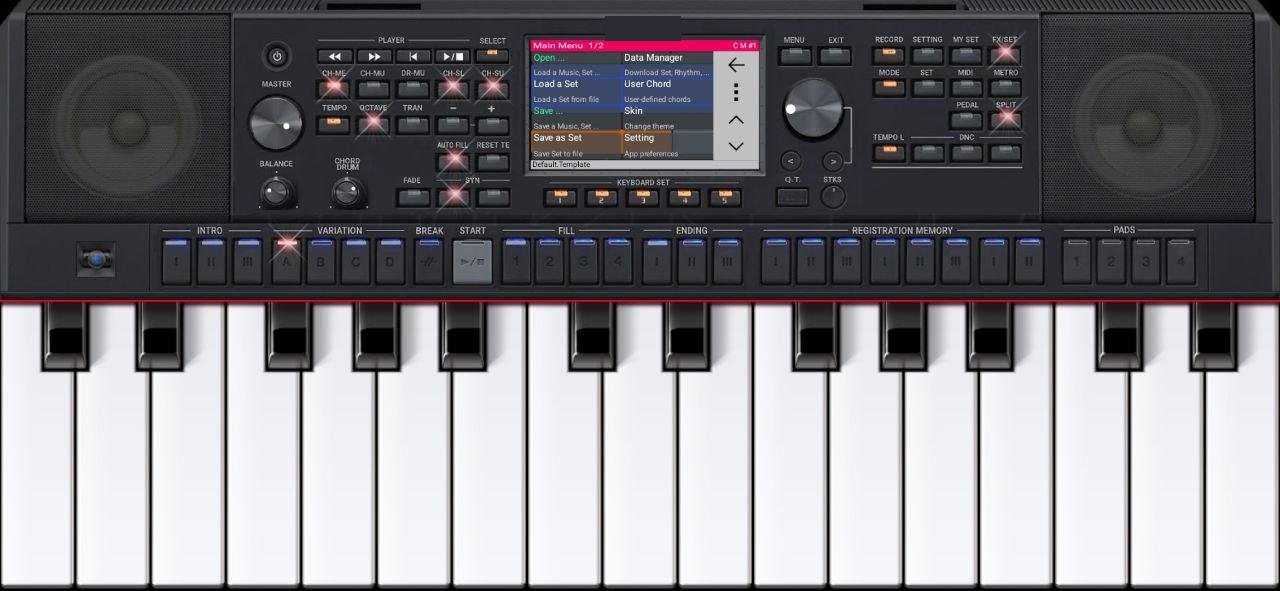 PLAYER
SELECT
MENU
EXIT
RECORD
SETTING
MY SET
FX/SET
Main Menu 1/2
C M #1
Open ...
Load a Music, Set ...
Data Manager
Download Set, Rhythm, ...
Load a Set
Load a Set from file
User Chord
User-defined chords
Save ...
Save a Music, Set ...
Skin
Change theme
Save as Set
Save Set to file
Setting
App preferences
Default.Template
MASTER
CH-ME
CH-MU
DR-MU
CH-SL
CH-SU
MODE
SET
MIDI
METRO
TEMPO
OCTAVE
TRAN
−
+
PEDAL
SPLIT
AUTO FILL
RESET TE
TEMPO L
DNC
BALANCE
CHORD
DRUM
FADE
SYN
<
>
Q.T.
STKS
KEYBOARD SET
1 2 3 4 5
INTRO
VARIATION
BREAK
START
FILL
ENDING
REGISTRATION MEMORY
PADS
I II III A B C D 1 2 3 4 I II III I II III I II III I II 1 2 3 4